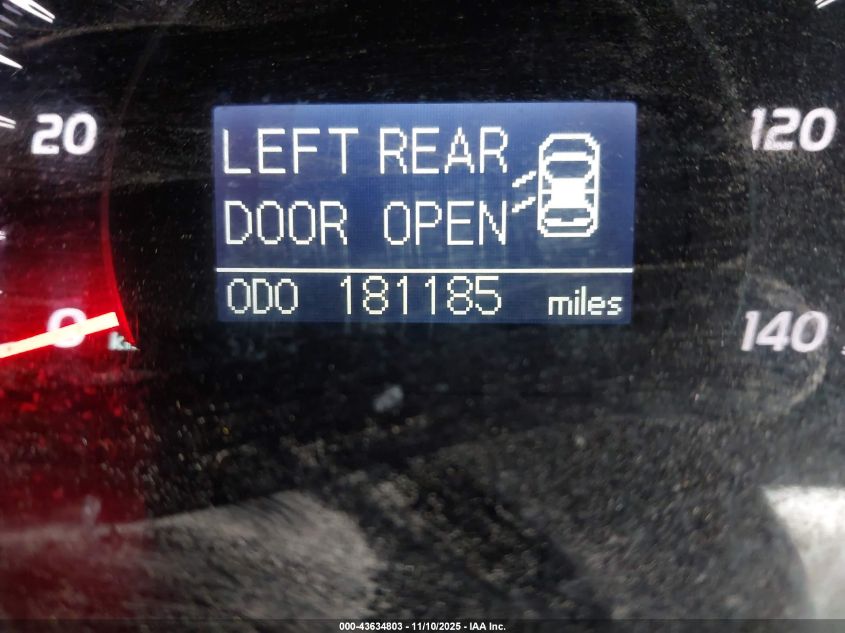 20
120
LEFT REAR
DOOR OPEN
ODO 181185 miles
0
140
000-43634803 - 11/10/2025 - IAA Inc.